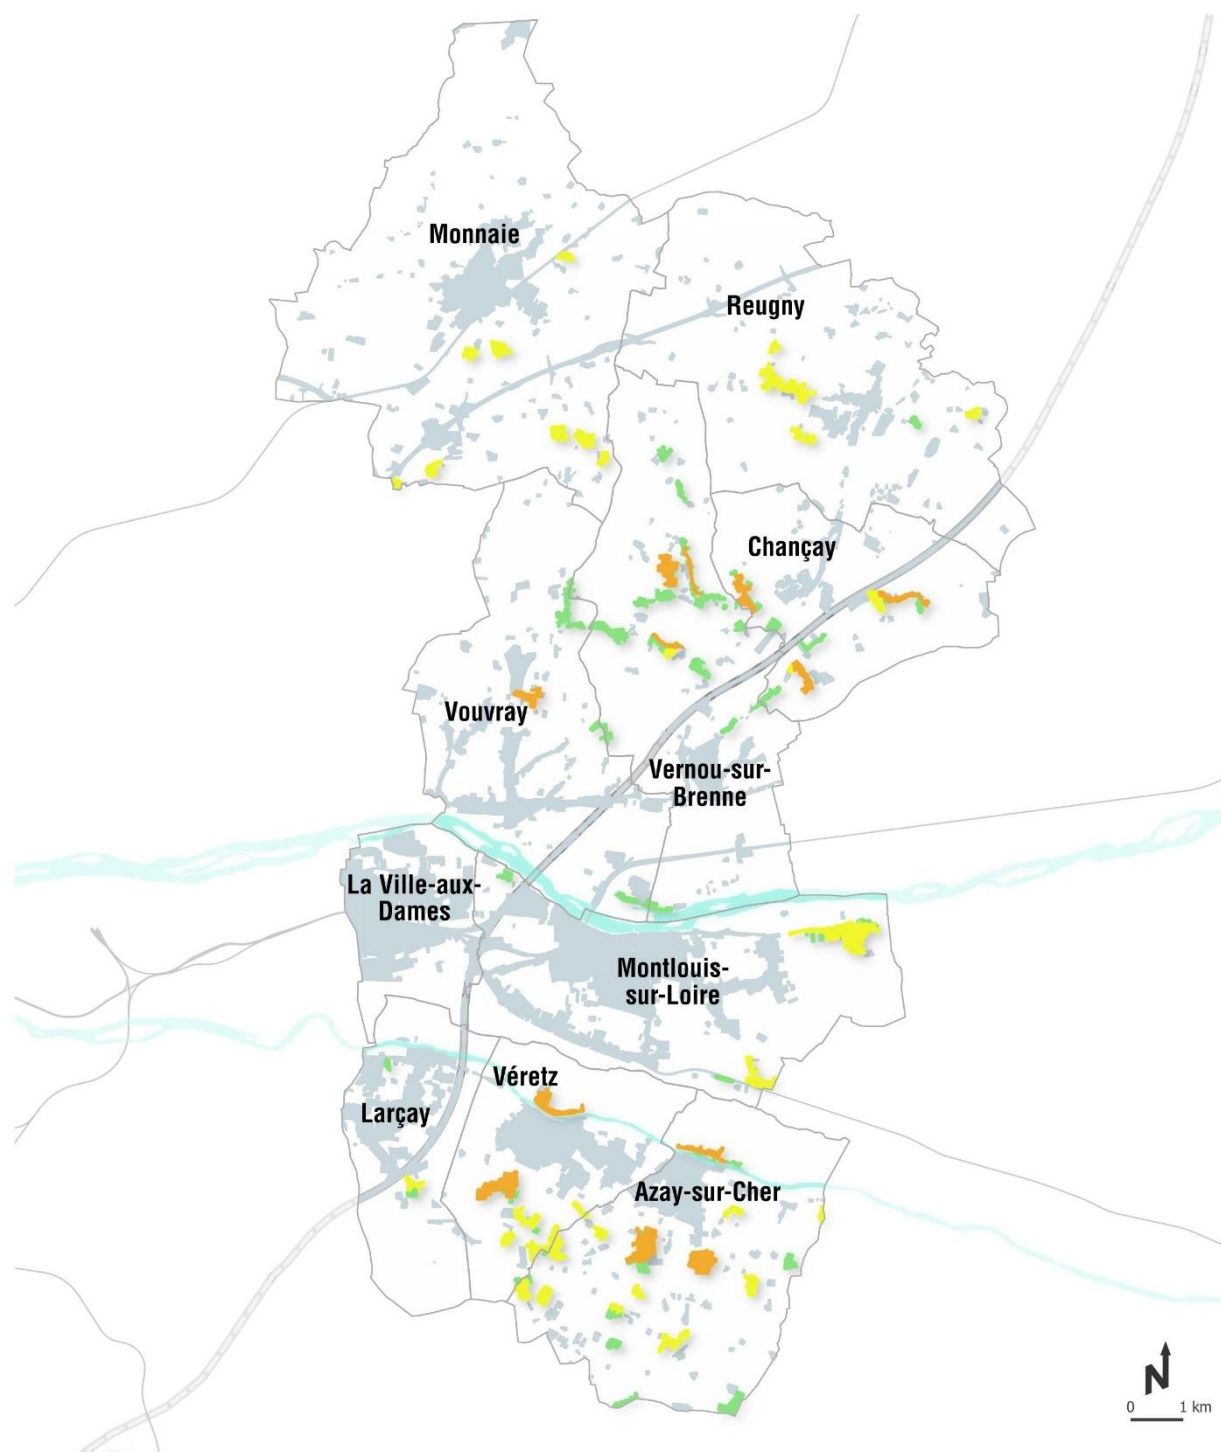 Monnaie
Reugny
Chançay
Vouvray
Vernou-sur-
Brenne
La Ville-aux-
Dames
Montlouis-
sur-Loire
Véretz
Larçay
Azay-sur-Cher
N
0 1 km